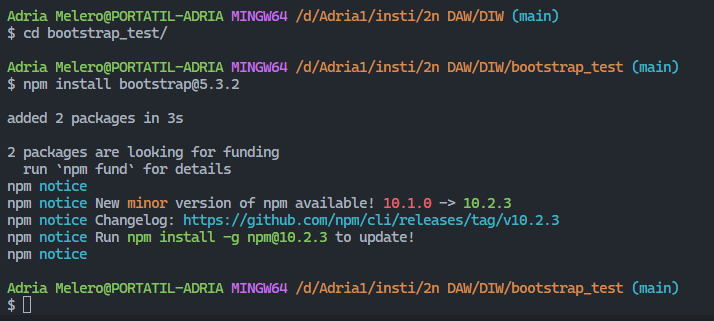 Adria Melero@PORTATIL-ADRIA MINGW64 /d/Adria1/insti/2n DAW/DIW (main)
$ cd bootstrap_test/
Adria Melero@PORTATIL-ADRIA MINGW64 /d/Adria1/insti/2n DAW/DIW/bootstrap_test (main)
$ npm install bootstrap@5.3.2
added 2 packages in 3s
2 packages are looking for funding
  run `npm fund` for details
npm notice
npm notice New minor version of npm available! 10.1.0 -> 10.2.3
npm notice Changelog: https://github.com/npm/cli/releases/tag/v10.2.3
npm notice Run npm install -g npm@10.2.3 to update!
npm notice
Adria Melero@PORTATIL-ADRIA MINGW64 /d/Adria1/insti/2n DAW/DIW/bootstrap_test (main)
$